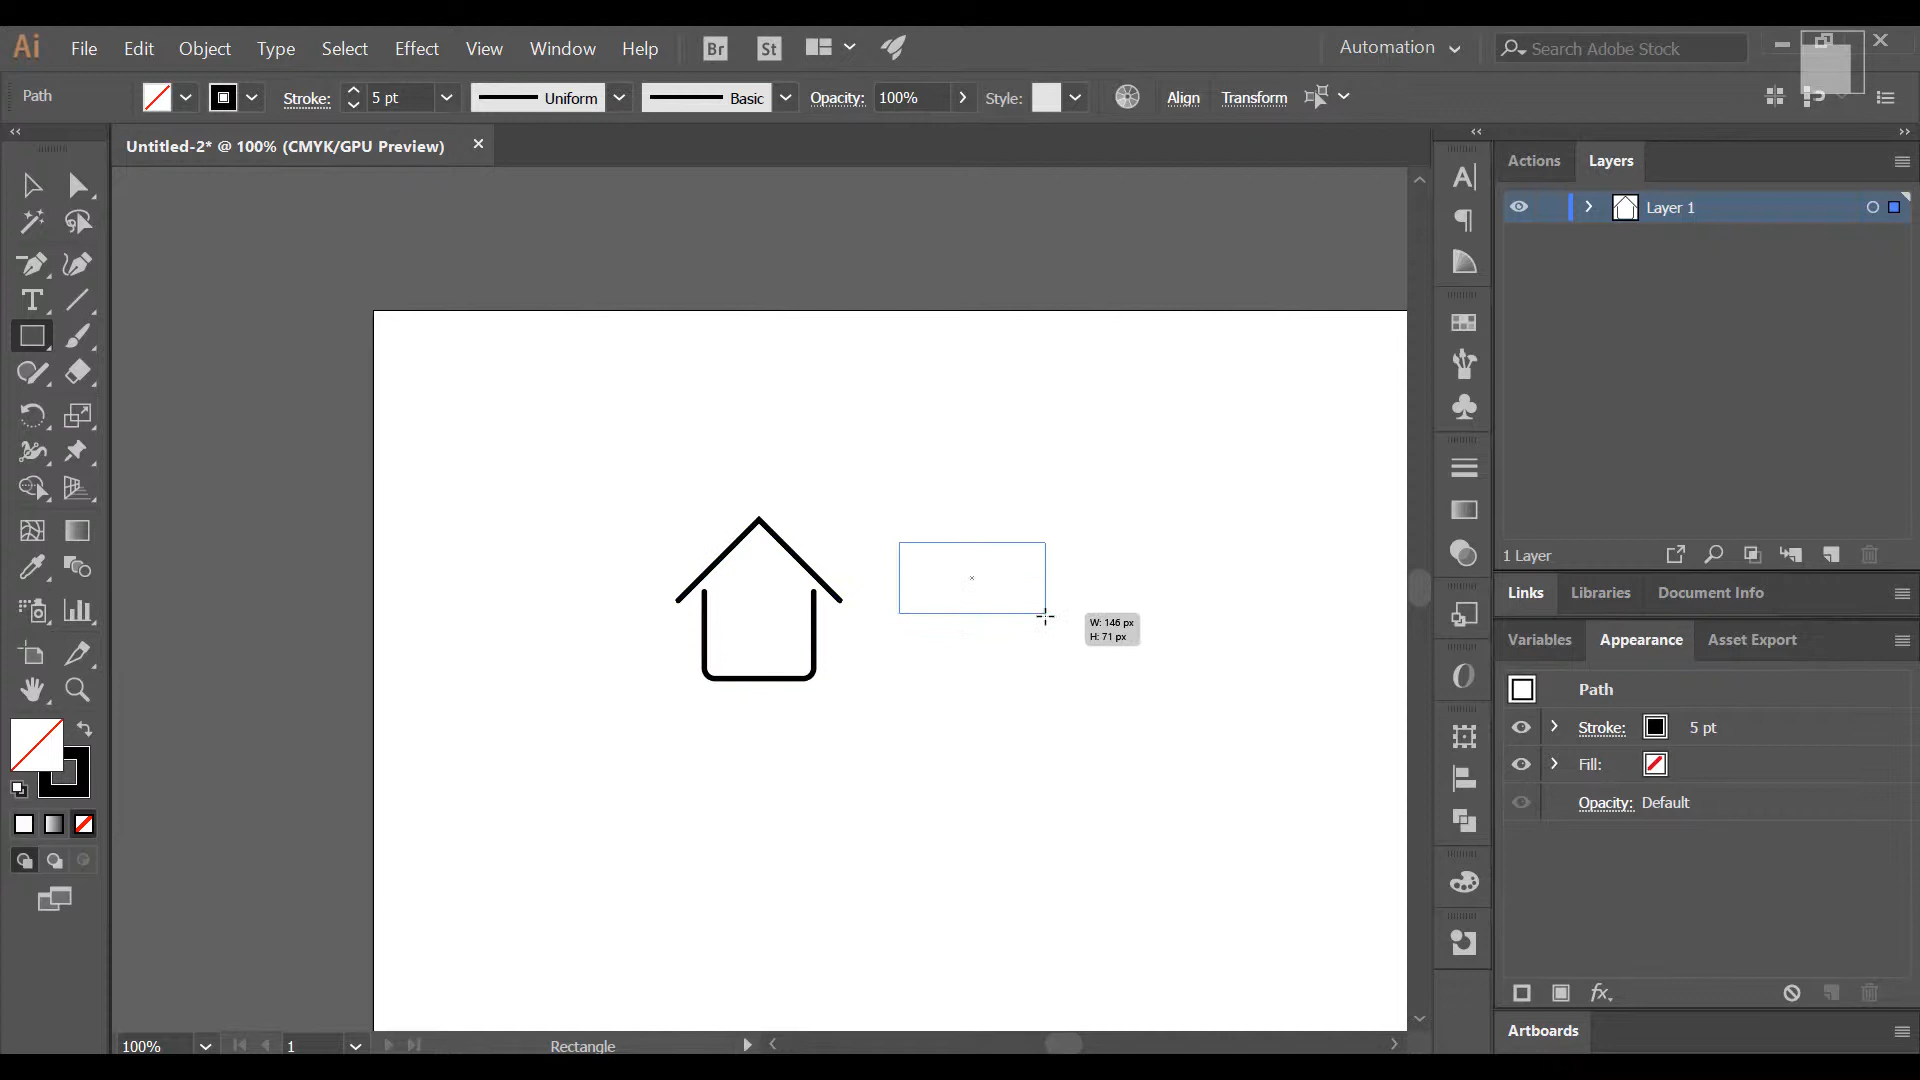 Ai File Edit Object Type Select Effect View Window Help Br St Automation Search Adobe Stock
Path Stroke: 5 pt Uniform Basic Opacity: 100% Style: Align Transform
Untitled-2* @ 100% (CMYK/GPU Preview)
Actions Layers
Layer 1
1 Layer
Links Libraries Document Info
W: 146 px
H: 71 px
Variables Appearance Asset Export
Path
Stroke: 5 pt
Fill:
Opacity: Default
fx
Artboards
100% 1 Rectangle